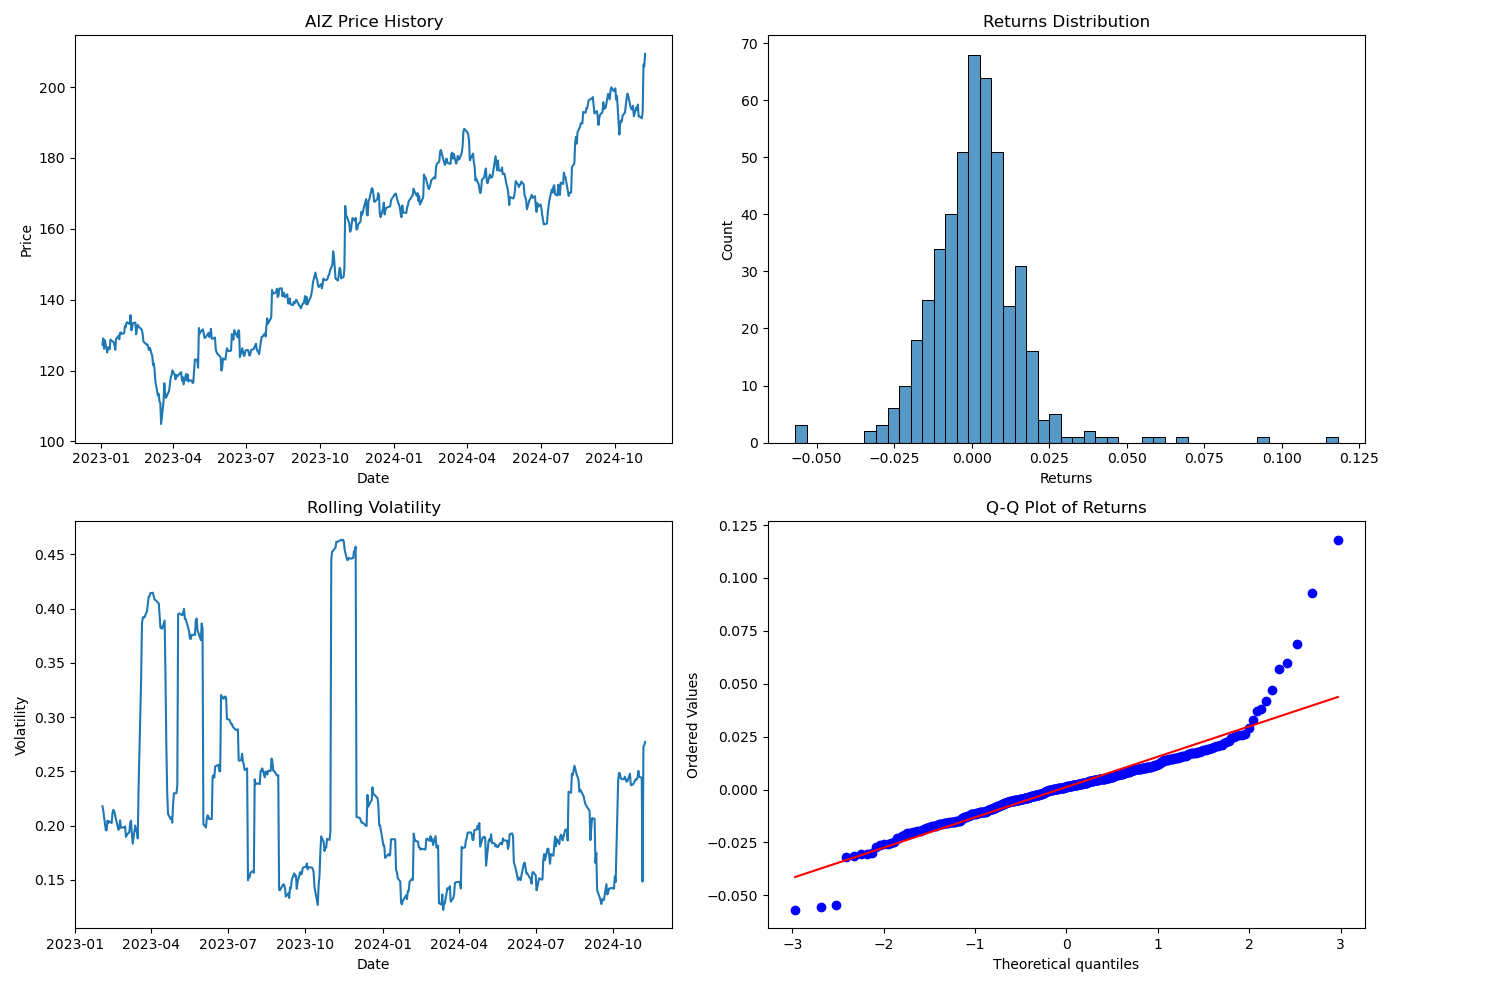 AIZ Price History
Price
200
180
160
140
120
100
2023-01 2023-04 2023-07 2023-10 2024-01 2024-04 2024-07 2024-10
Date
Returns Distribution
Count
70
60
50
40
30
20
10
0
−0.050 −0.025 0.000 0.025 0.050 0.075 0.100 0.125
Returns
Rolling Volatility
Volatility
0.45
0.40
0.35
0.30
0.25
0.20
0.15
2023-01 2023-04 2023-07 2023-10 2024-01 2024-04 2024-07 2024-10
Date
Q-Q Plot of Returns
Ordered Values
0.125
0.100
0.075
0.050
0.025
0.000
−0.025
−0.050
−3 −2 −1 0 1 2 3
Theoretical quantiles